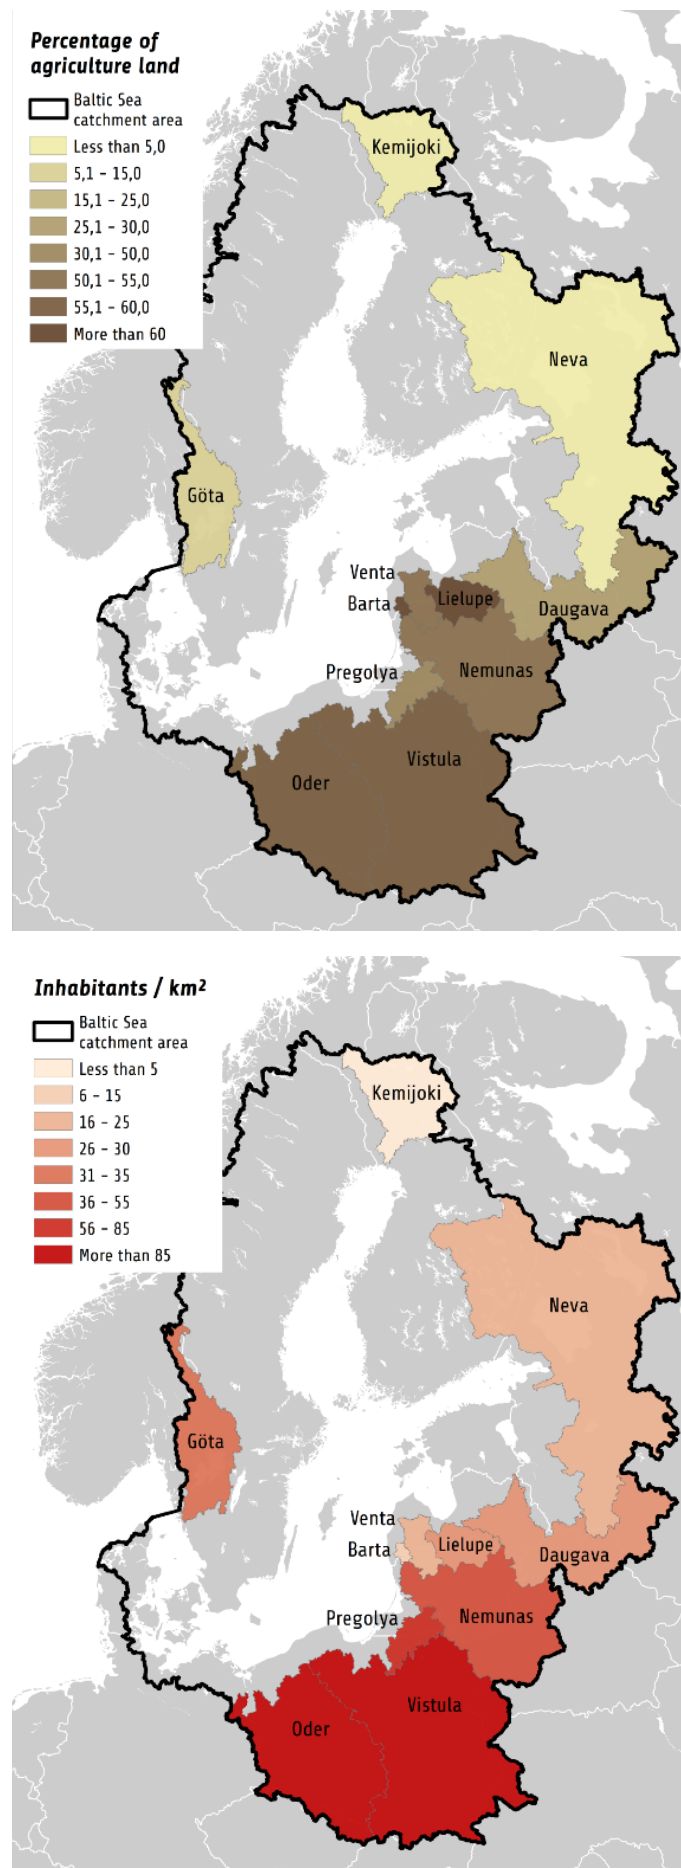 Percentage of
agriculture land
Baltic Sea
catchment area
Less than 5,0
5,1 – 15,0
15,1 – 25,0
25,1 – 30,0
30,1 – 50,0
50,1 – 55,0
55,1 – 60,0
More than 60
Kemijoki
Neva
Göta
Venta
Barta
Lielupe
Daugava
Pregolya
Nemunas
Vistula
Oder
Inhabitants / km²
Baltic Sea
catchment area
Less than 5
6 – 15
16 – 25
26 – 30
31 – 35
36 – 55
56 – 85
More than 85
Kemijoki
Neva
Göta
Venta
Barta
Lielupe
Daugava
Pregolya
Nemunas
Vistula
Oder